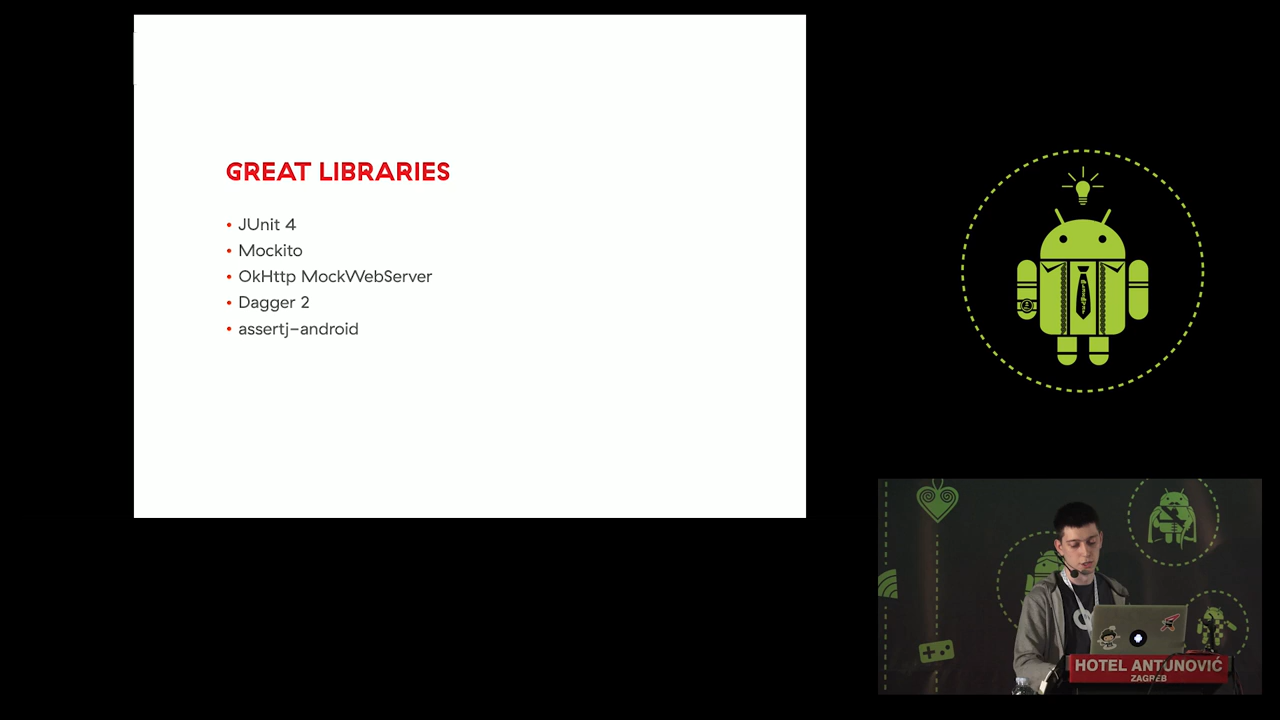 GREAT LIBRARIES
• JUnit 4
• Mockito
• OkHttp MockWebServer
• Dagger 2
• assertj-android
HOTEL ANTUNOVIĆ
ZAGREB